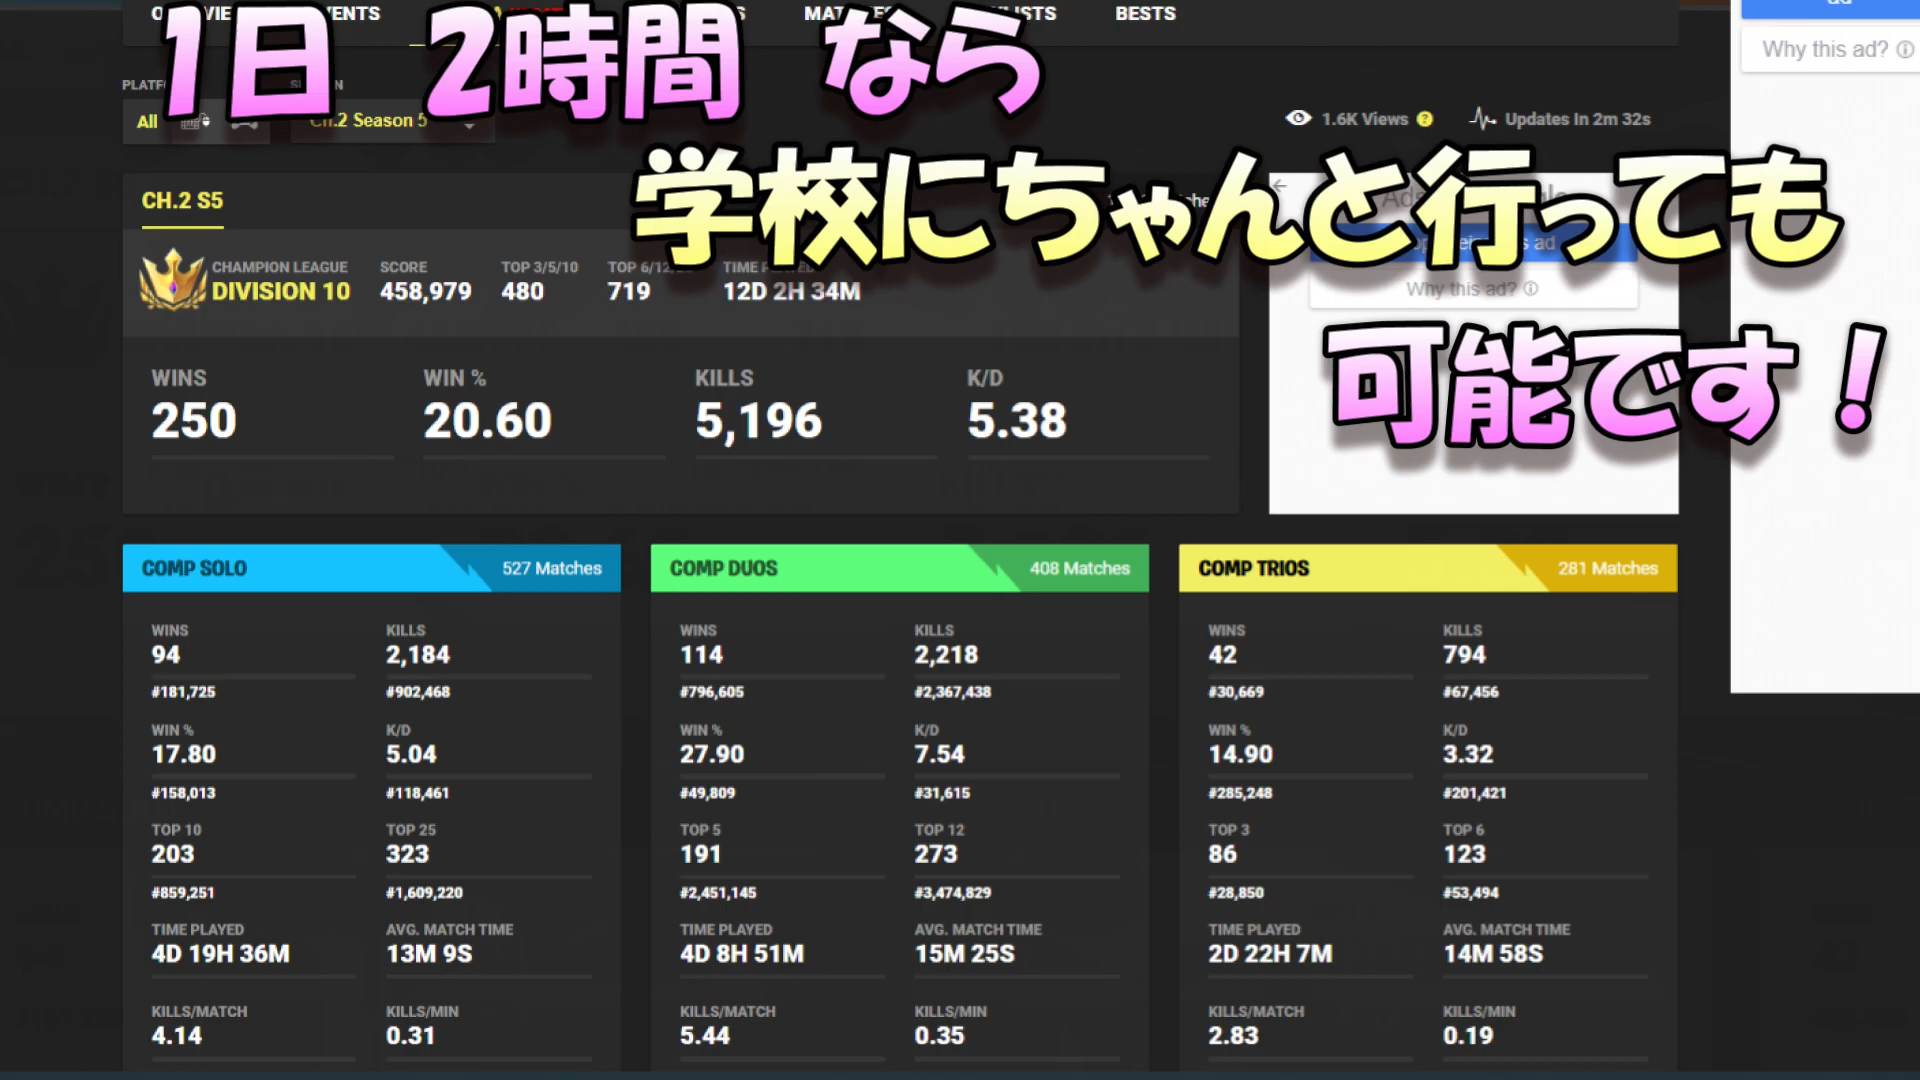 EVENTS
BESTS
1日 2時間 なら
All
Ch.2 Season 5
1.6K Views
Updates In 2m 32s
Why this ad?
学校にちゃんと行っても
可能です!
CH.2 S5
CHAMPION LEAGUE
DIVISION 10
SCORE
458,979
TOP 3/5/10
480
719
12D 2H 34M
Why this ad?
WINS
250
WIN %
20.60
KILLS
5,196
K/D
5.38
COMP SOLO 527 Matches
WINS KILLS
94 2,184
#181,725 #902,468
WIN % K/D
17.80 5.04
#158,013 #118,461
TOP 10 TOP 25
203 323
#859,251 #1,609,220
TIME PLAYED AVG. MATCH TIME
4D 19H 36M 13M 9S
KILLS/MATCH KILLS/MIN
4.14 0.31
COMP DUOS 408 Matches
WINS KILLS
114 2,218
#796,605 #2,367,438
WIN % K/D
27.90 7.54
#49,809 #31,615
TOP 5 TOP 12
191 273
#2,451,145 #3,474,829
TIME PLAYED AVG. MATCH TIME
4D 8H 51M 15M 25S
KILLS/MATCH KILLS/MIN
5.44 0.35
COMP TRIOS 281 Matches
WINS KILLS
42 794
#30,669 #67,456
WIN % K/D
14.90 3.32
#285,248 #201,421
TOP 3 TOP 6
86 123
#28,850 #53,494
TIME PLAYED AVG. MATCH TIME
2D 22H 7M 14M 58S
KILLS/MATCH KILLS/MIN
2.83 0.19